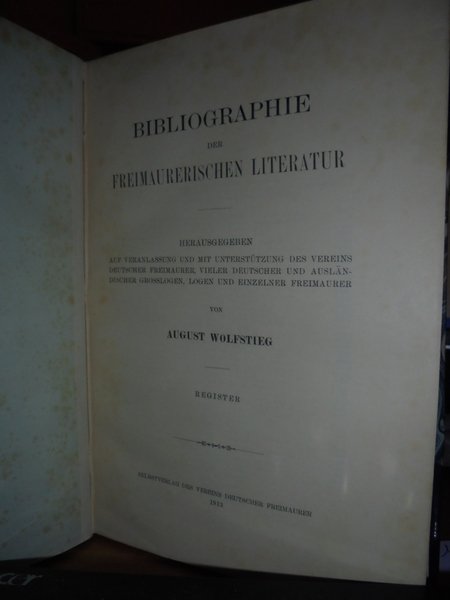 BIBLIOGRAPHIE
DER
FREIMAURERISCHEN LITERATUR
HERAUSGEGEBEN
AUF VERANLASSUNG UND MIT UNTERSTÜTZUNG DES VEREINS
DEUTSCHER FREIMAURER, VIELER DEUTSCHER UND AUSLÄN-
DISCHER GROSSLOGEN, LOGEN UND EINZELNER FREIMAURER
VON
AUGUST WOLFSTIEG
REGISTER
SELBSTVERLAG DES VEREINS DEUTSCHER FREIMAURER
1913